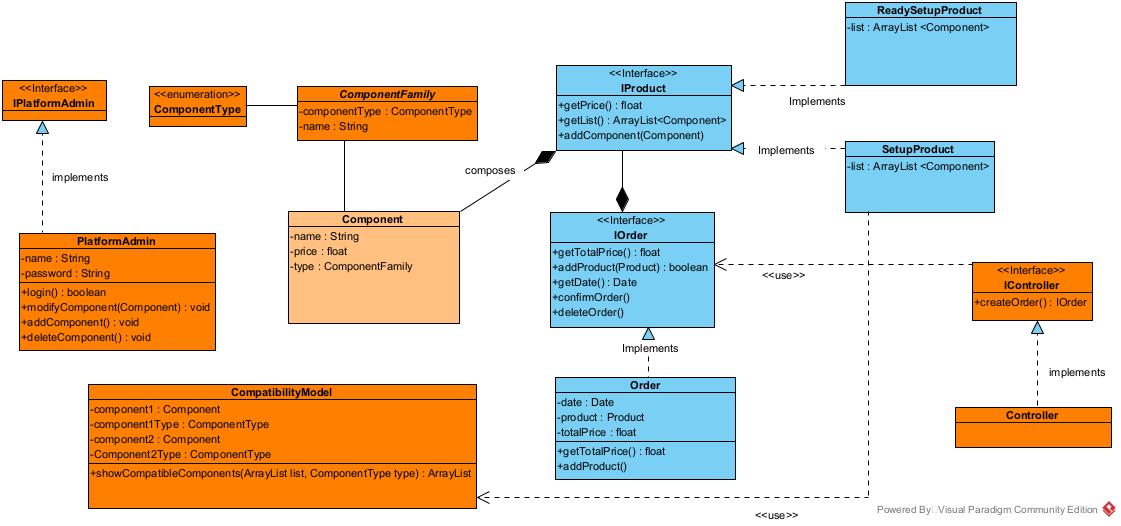 ReadySetupProduct
-list : ArrayList <Component>
Implements
<<Interface>>
IPlatformAdmin
implements
<<enumeration>>
ComponentType
ComponentFamily
-componentType : ComponentType
-name : String
<<Interface>>
IProduct
+getPrice() : float
+getList() : ArrayList<Component>
+addComponent(Component)
Implements
SetupProduct
-list : ArrayList <Component>
composes
Component
-name : String
-price : float
-type : ComponentFamily
<<Interface>>
IOrder
+getTotalPrice() : float
+addProduct(Product) : boolean
+getDate() : Date
+confirmOrder()
+deleteOrder()
<<use>>
<<Interface>>
IController
+createOrder() : IOrder
PlatformAdmin
-name : String
-password : String
+login() : boolean
+modifyComponent(Component) : void
+addComponent() : void
+deleteComponent() : void
Implements
implements
CompatibilityModel
-component1 : Component
-component1Type : ComponentType
-component2 : Component
-Component2Type : ComponentType
+showCompatibleComponents(ArrayList list, ComponentType type) : ArrayList
Order
-date : Date
-product : Product
-totalPrice : float
+getTotalPrice() : float
+addProduct()
Controller
<<use>>
Powered By Visual Paradigm Community Edition